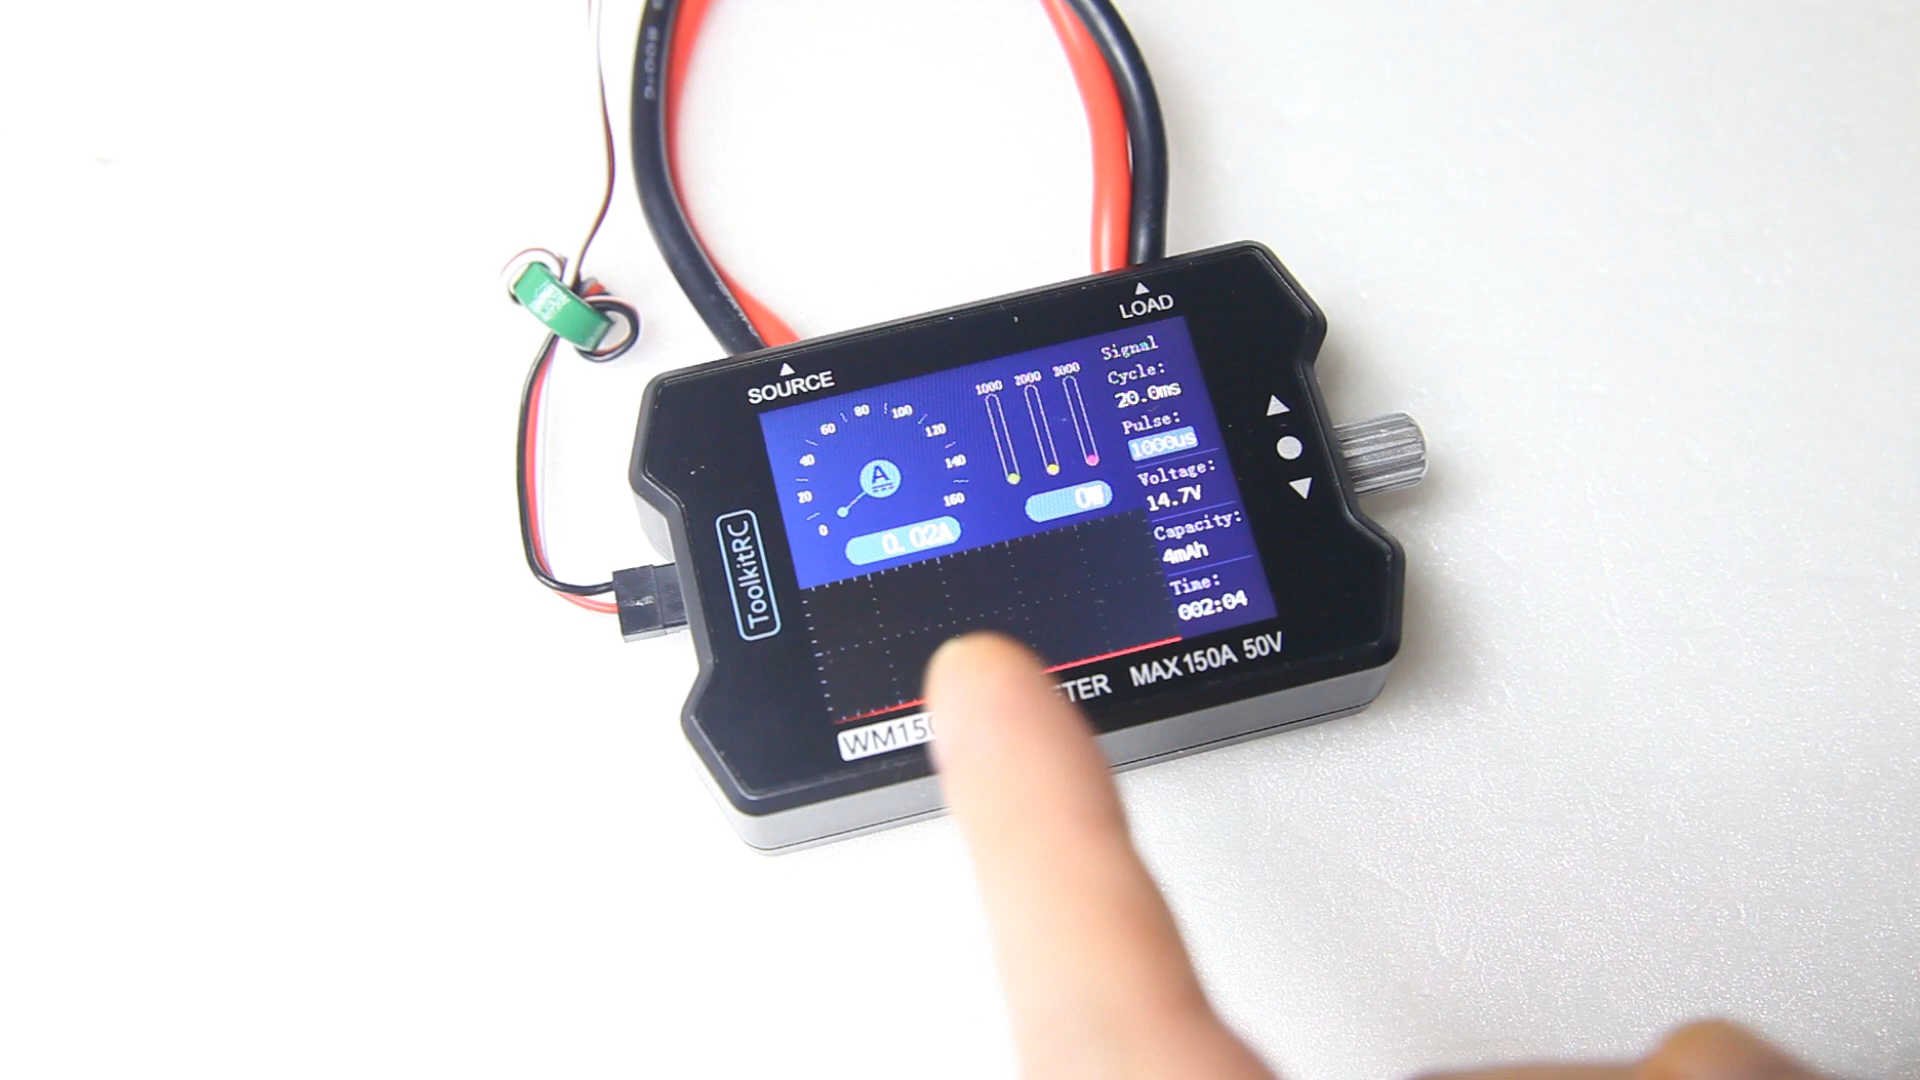 ▲
LOAD
▲
SOURCE
ToolkitRC
0
20
40
60
80
100
120
140
160
A
0.02A
1000
2000
3000
0W
Signal
Cycle:
20.0ms
Pulse:
1000us
Voltage:
14.7V
Capacity:
4mAh
Time:
002:04
WM150
MAX 150A 50V